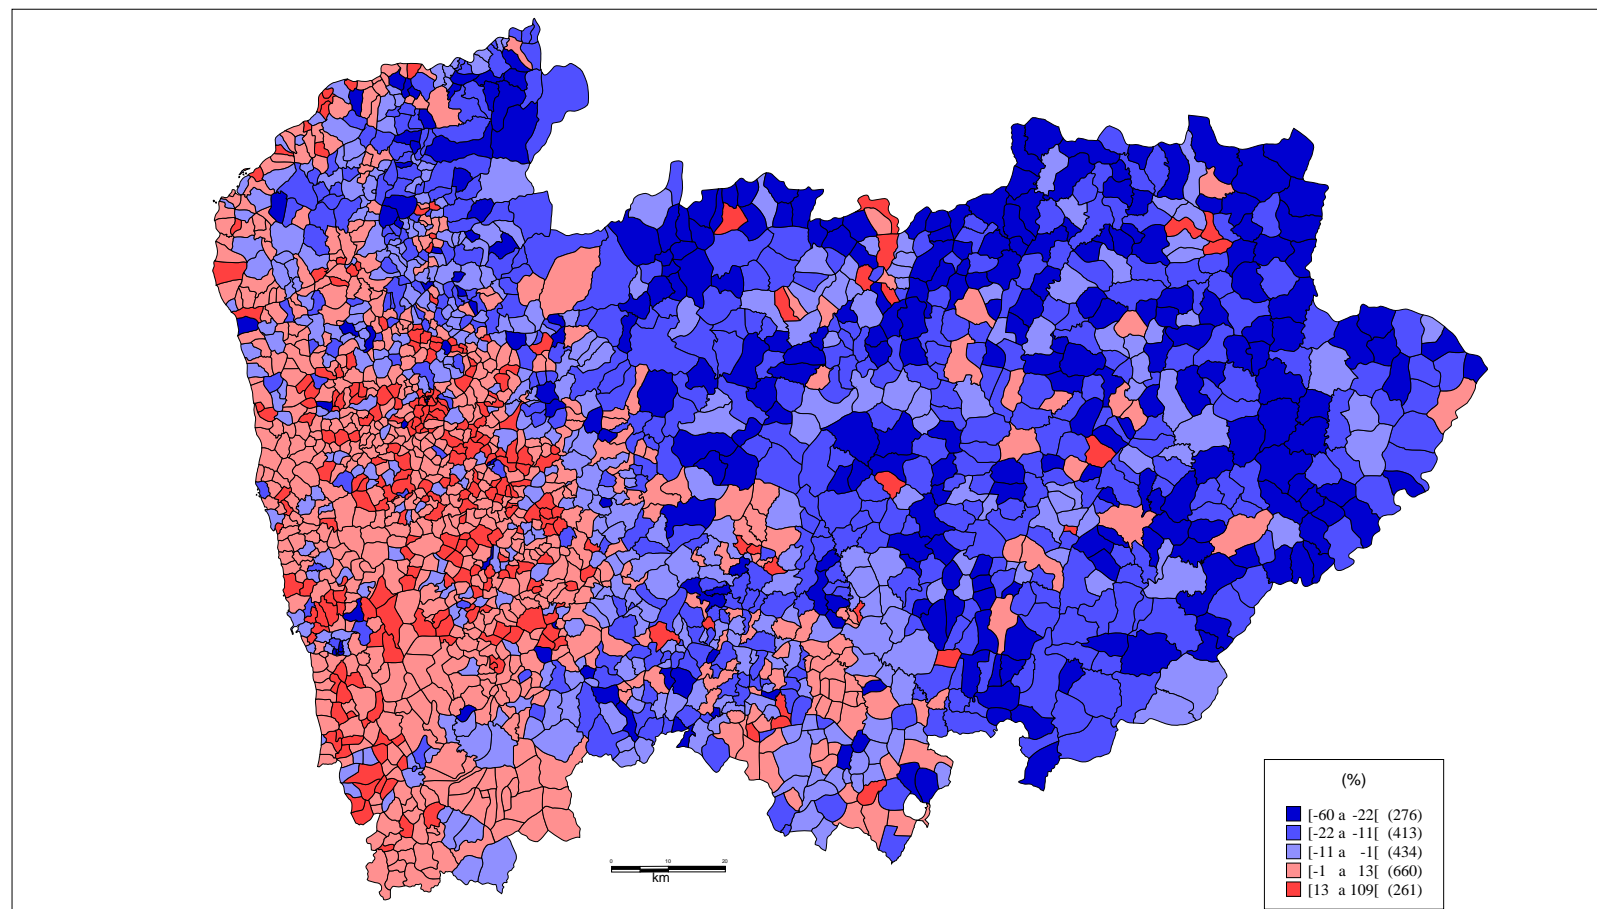 (%)
[-60 a -22[ (276)
[-22 a -11[ (413)
[-11 a -1[ (434)
[-1 a 13[ (660)
[13 a 109[ (261)
0 10 20
km